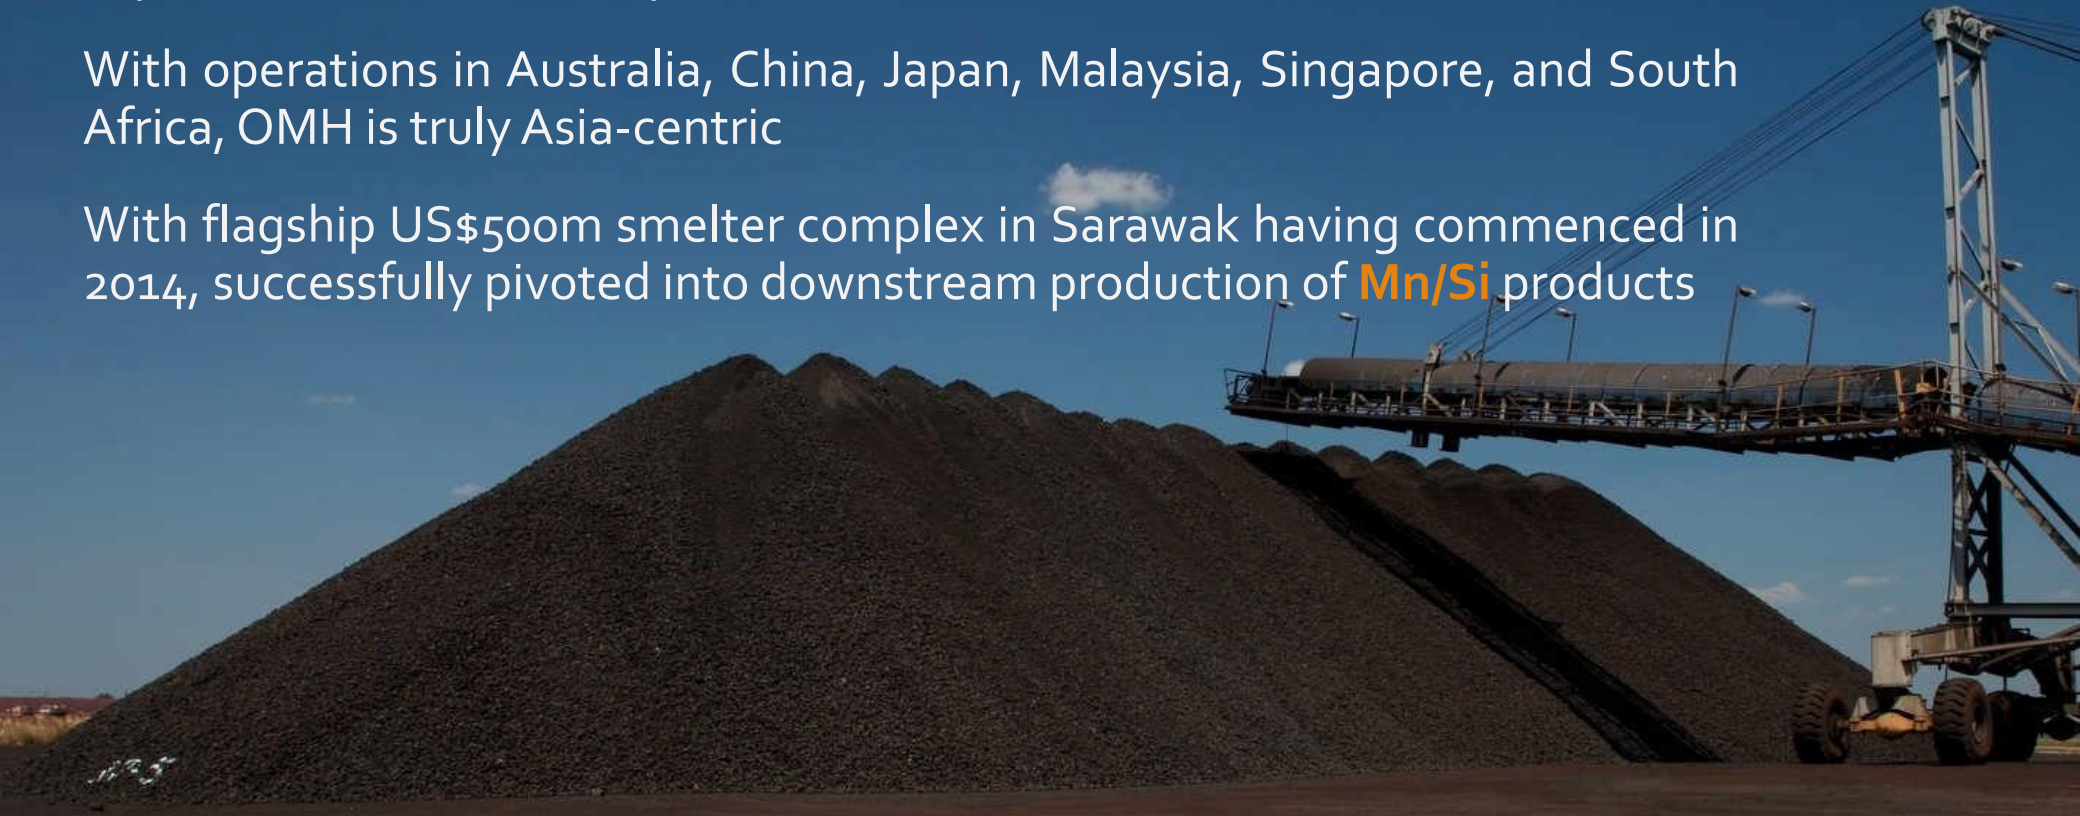 With operations in Australia, China, Japan, Malaysia, Singapore, and South
Africa, OMH is truly Asia-centric
With flagship US$500m smelter complex in Sarawak having commenced in
2014, successfully pivoted into downstream production of Mn/Si products